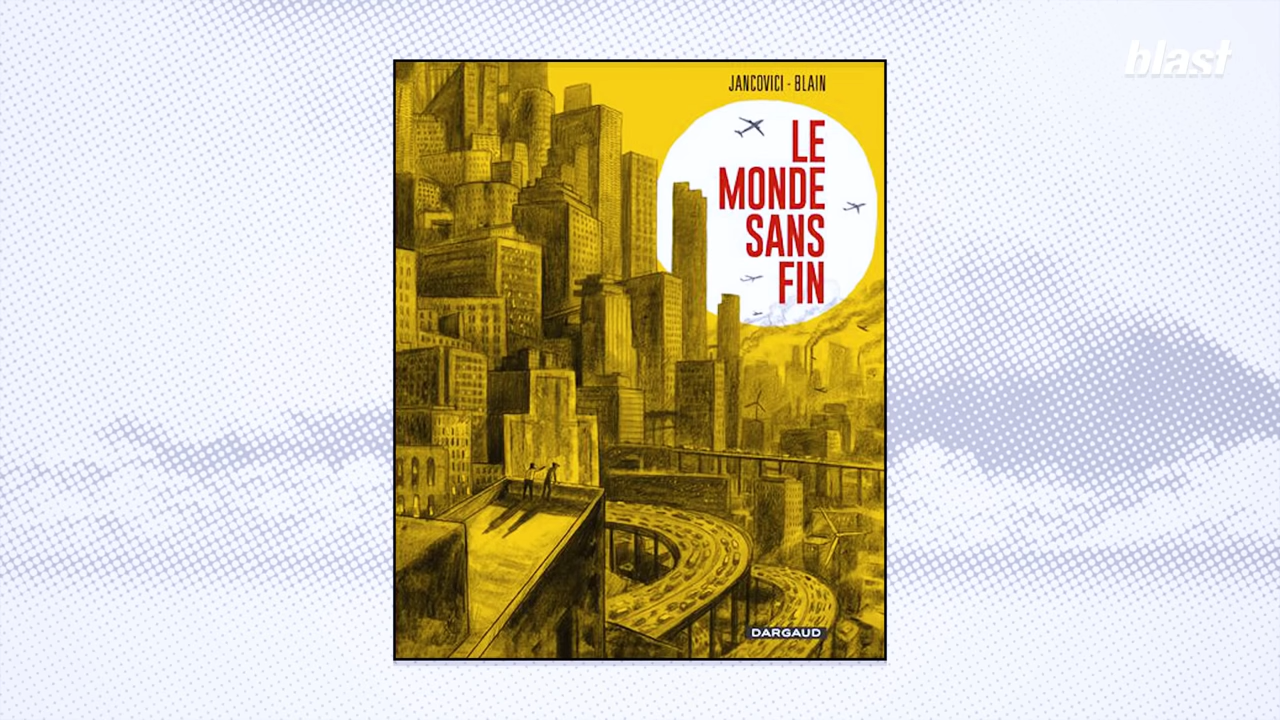 blast
JANCOVICI - BLAIN
LE
MONDE
SANS
FIN
DARGAUD